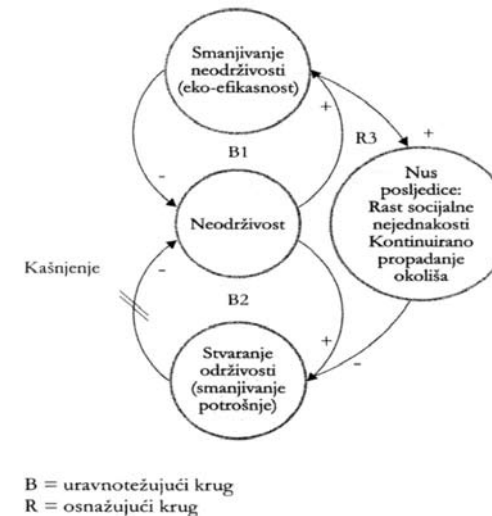 Smanjivanje
neodrživosti
(eko-efikasnost)
+
R3
+
B1
-
Nus
posljedice:
Rast socijalne
nejednakosti
Kontinuirano
propadanje
okoliša
Neodrživost
Kašnjenje
-
B2
+
-
Stvaranje
održivosti
(smanjivanje
potrošnje)
B = uravnotežujući krug
R = osnažujući krug